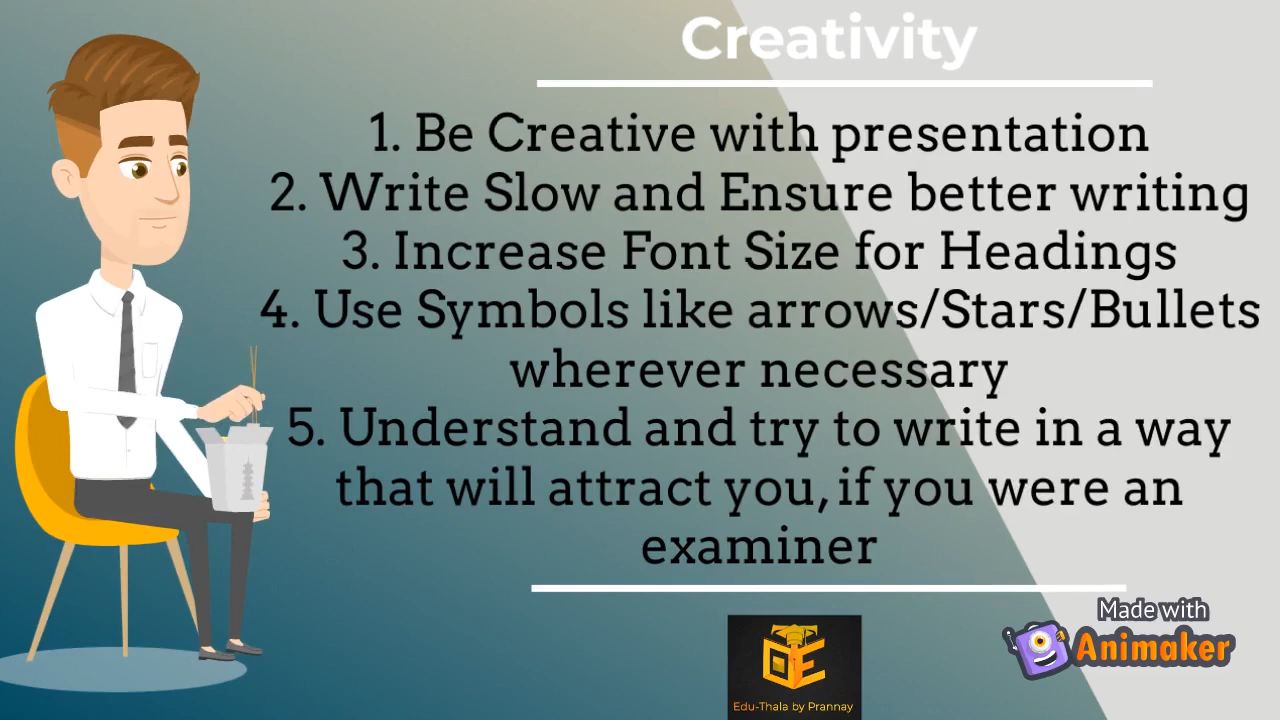 Creativity
1. Be Creative with presentation
2. Write Slow and Ensure better writing
3. Increase Font Size for Headings
4. Use Symbols like arrows/Stars/Bullets
wherever necessary
5. Understand and try to write in a way
that will attract you, if you were an
examiner
Made with
Animaker
Edu-Thala by Prannay